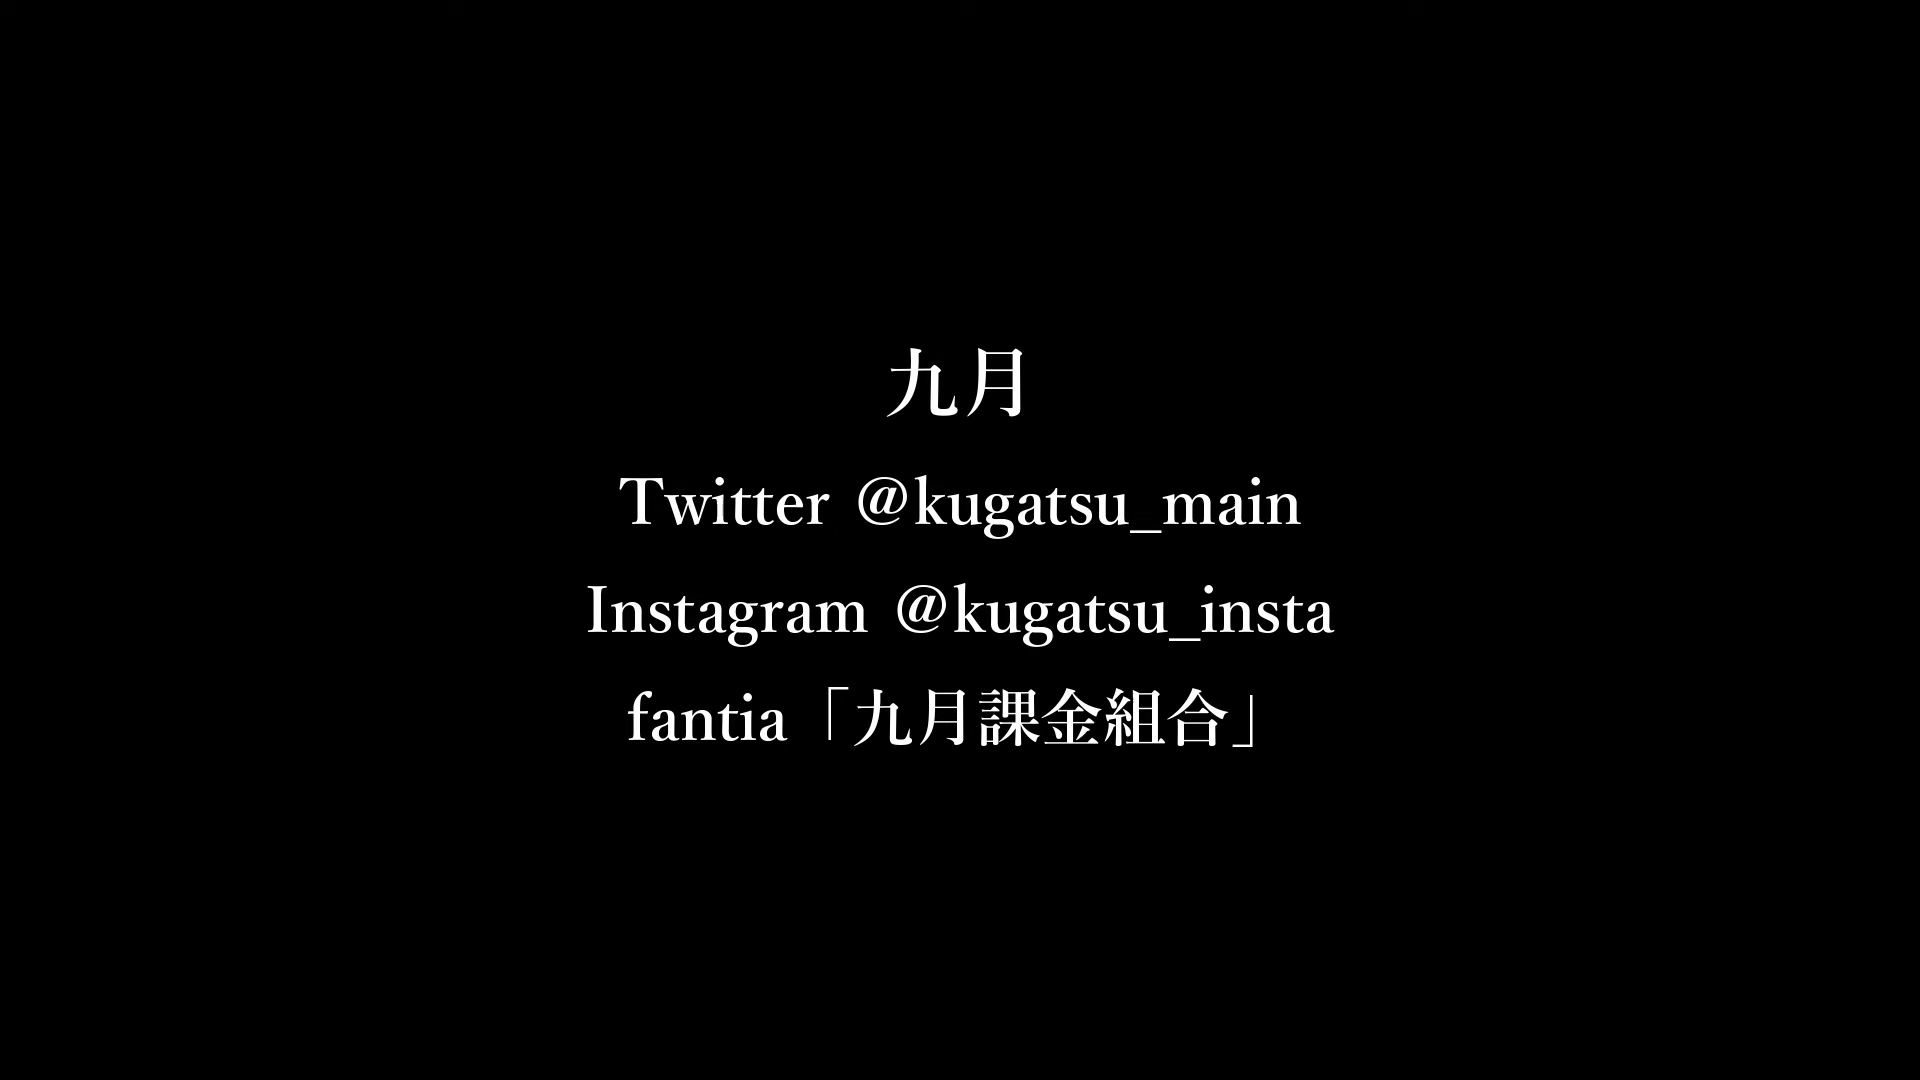 九月
Twitter @kugatsu_main
Instagram @kugatsu_insta
fantia「九月課金組合」